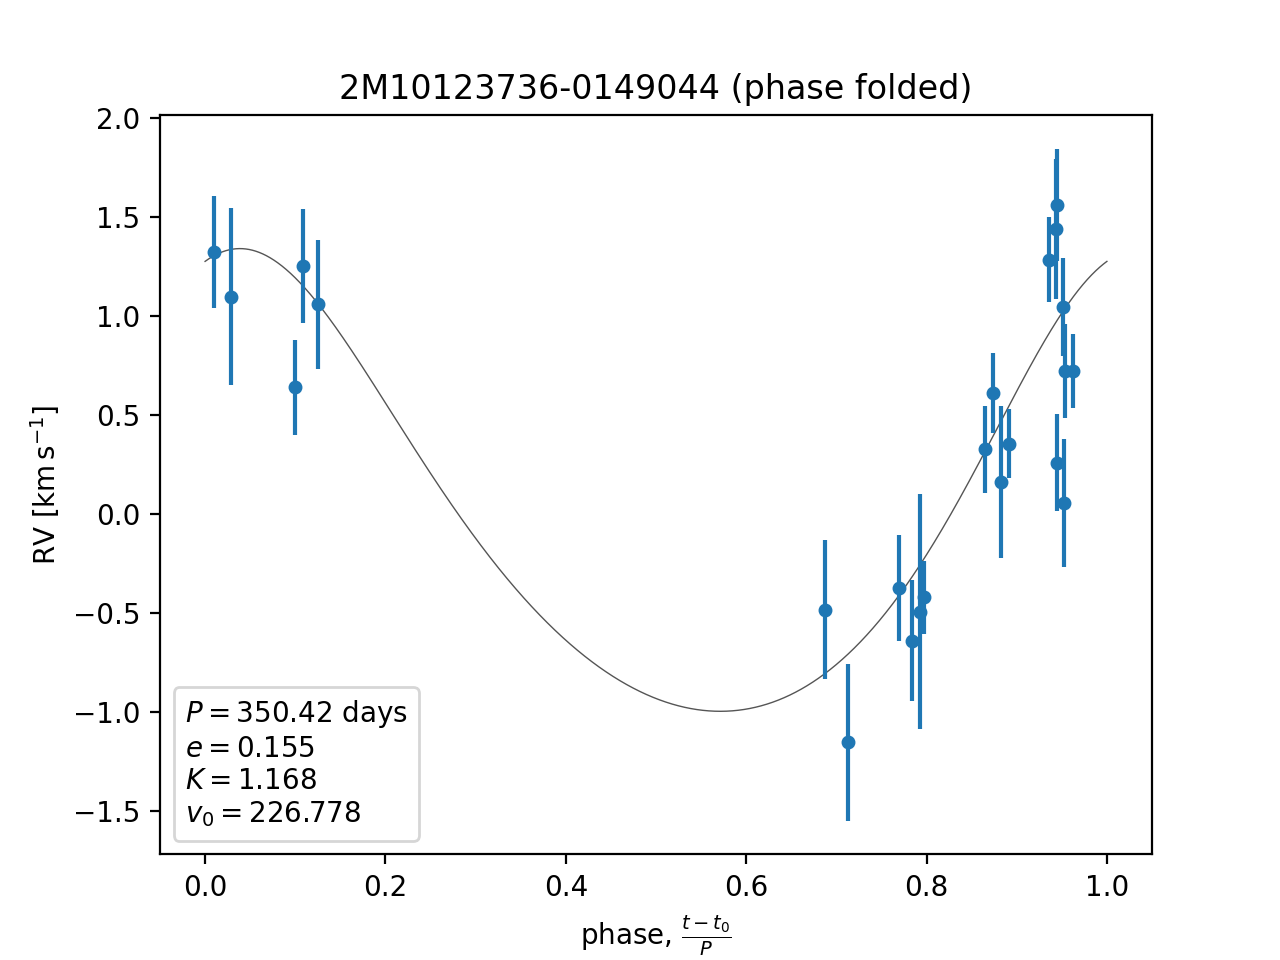 2M10123736-0149044 (phase folded)
2.0
1.5
1.0
0.5
0.0
−0.5
−1.0
−1.5
RV [km s⁻¹]
P = 350.42 days
e = 0.155
K = 1.168
v₀ = 226.778
0.0 0.2 0.4 0.6 0.8 1.0
phase, (t − t₀)/P